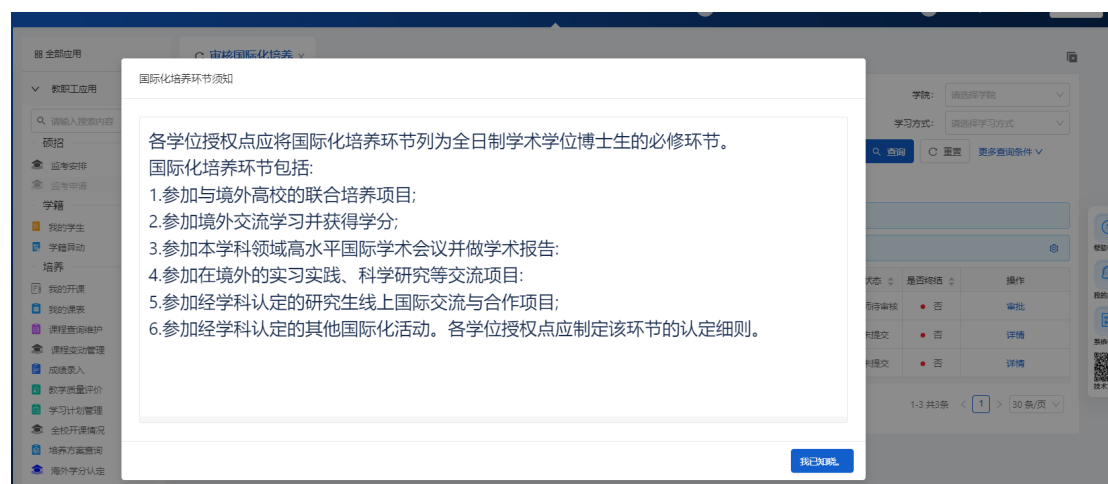 全部应用
审核国际化培养
教职工应用
请输入搜索内容
硕招
监考安排
监考申请
学籍
我的学生
学籍异动
培养
我的开课
我的课表
课程查询维护
课程变动管理
成绩录入
教学质量评价
学习计划管理
全校开课情况
培养方案查询
海外学分认定
国际化培养环节须知
各学位授权点应将国际化培养环节列为全日制学术学位博士生的必修环节。
国际化培养环节包括:
1.参加与境外高校的联合培养项目;
2.参加境外交流学习并获得学分;
3.参加本学科领域高水平国际学术会议并做学术报告:
4.参加在境外的实习实践、科学研究等交流项目:
5.参加经学科认定的研究生线上国际交流与合作项目;
6.参加经学科认定的其他国际化活动。各学位授权点应制定该环节的认定细则。
我已知晓。
学院: 请选择学院
学习方式: 请选择学习方式
查询 重置 更多查询条件
状态 是否终结 操作
待审核 否 审批
提交 否 详情
提交 否 详情
1-3 共3条 < 1 > 30 条/页